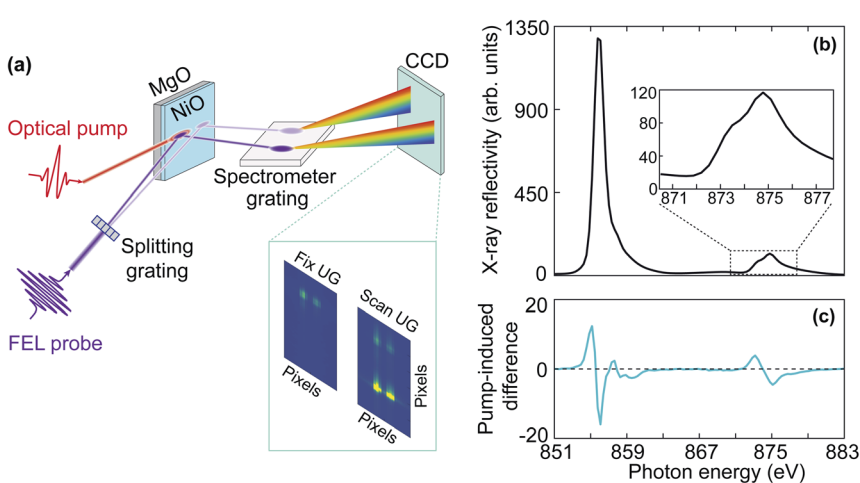 (a)
MgO
NiO
CCD
Optical pump
Spectrometer
grating
Splitting
grating
FEL probe
Fix UG
Scan UG
Pixels
Pixels
Pixels
(b)
X-ray reflectivity (arb. units)
1350
900
450
0
120
80
40
0
871 873 875 877
(c)
Pump-induced
difference
20
0
-20
851 859 867 875 883
Photon energy (eV)